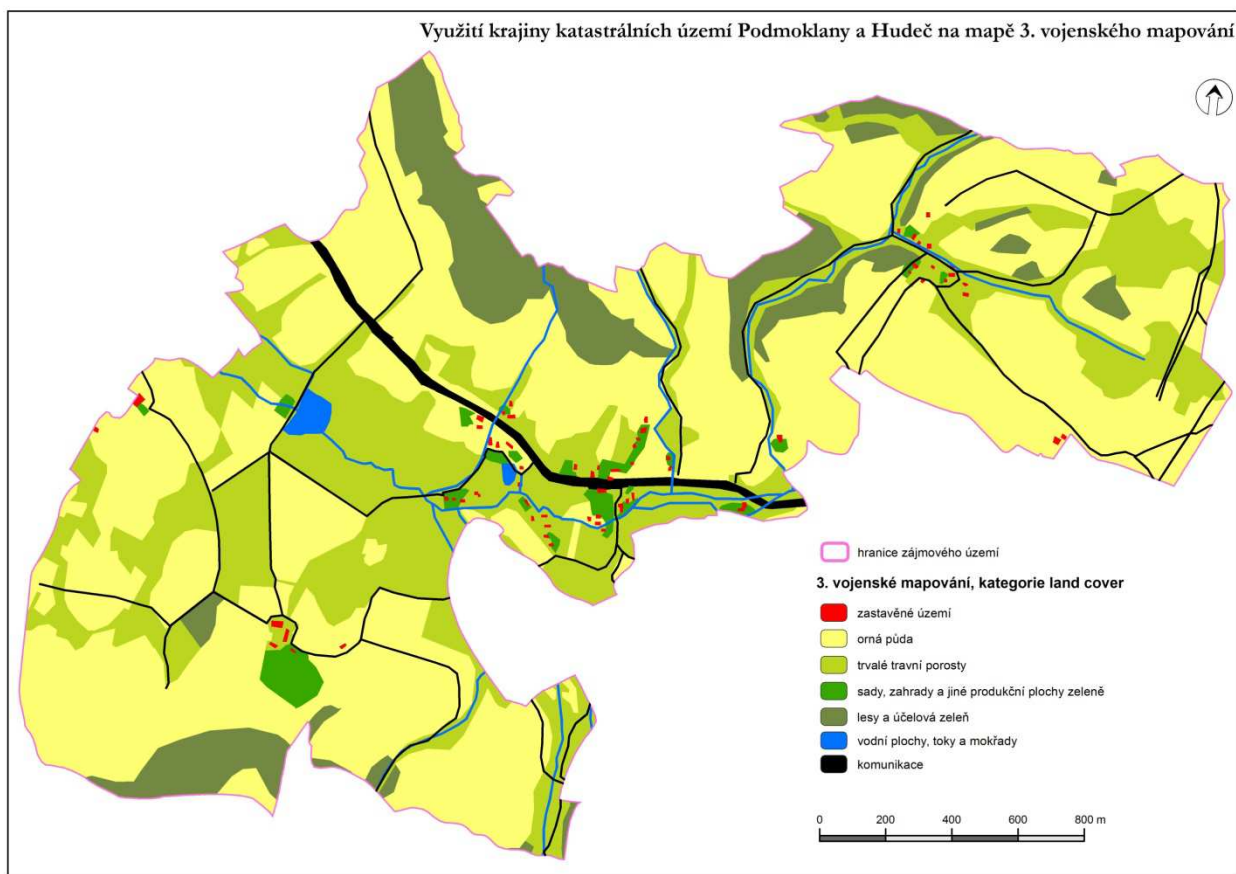 Využití krajiny katastrálních území Podmoklany a Hudeč na mapě 3. vojenského mapování
hranice zájmového území
3. vojenské mapování, kategorie land cover
zastavěné území
orná půda
trvalé travní porosty
sady, zahrady a jiné produkční plochy zeleně
lesy a účelová zeleň
vodní plochy, toky a mokřady
komunikace
0 200 400 600 800 m